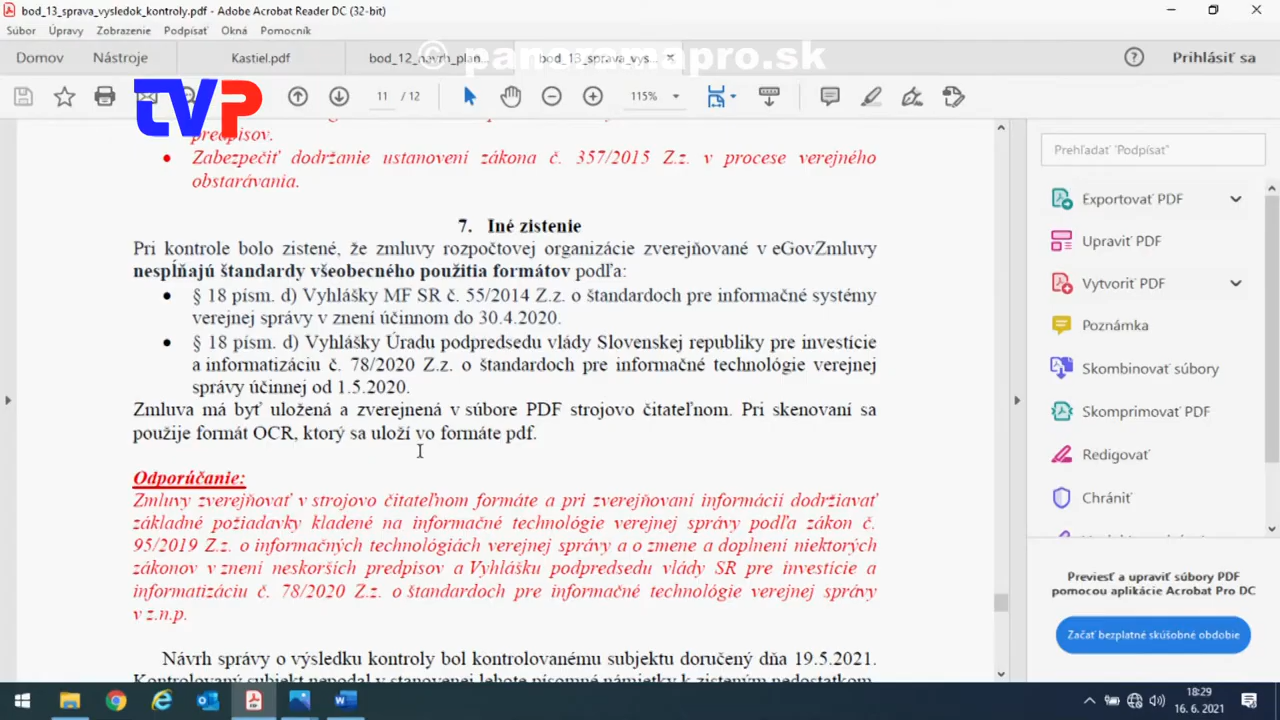 bod_13_sprava_vysledok_kontroly.pdf - Adobe Acrobat Reader DC (32-bit)
Súbor Úpravy Zobrazenie Podpísať Okná Pomocník
© panoramapro.sk
Domov Nástroje Kastiel.pdf bod_12_navrh_plan... bod_13_sprava_vys... × Prihlásiť sa
TVP
11 / 12 115%
predpisov.
• Zabezpečiť dodržanie ustanovení zákona č. 357/2015 Z.z. v procese verejného
obstarávania.
7. Iné zistenie
Pri kontrole bolo zistené, že zmluvy rozpočtovej organizácie zverejňované v eGovZmluvy
nespĺňajú štandardy všeobecného použitia formátov podľa:
• § 18 písm. d) Vyhlášky MF SR č. 55/2014 Z.z. o štandardoch pre informačné systémy
verejnej správy v znení účinnom do 30.4.2020.
• § 18 písm. d) Vyhlášky Úradu podpredsedu vlády Slovenskej republiky pre investície
a informatizáciu č. 78/2020 Z.z. o štandardoch pre informačné technológie verejnej
správy účinnej od 1.5.2020.
Zmluva má byť uložená a zverejnená v súbore PDF strojovo čitateľnom. Pri skenovaní sa
použije formát OCR, ktorý sa uloží vo formáte pdf.
Odporúčanie:
Zmluvy zverejňovať v strojovo čitateľnom formáte a pri zverejňovaní informácií dodržiavať
základné požiadavky kladené na informačné technológie verejnej správy podľa zákon č.
95/2019 Z.z. o informačných technológiách verejnej správy a o zmene a doplnení niektorých
zákonov v znení neskorších predpisov a Vyhlášku podpredsedu vlády SR pre investície a
informatizáciu č. 78/2020 Z.z. o štandardoch pre informačné technológie verejnej správy
v z.n.p.
Návrh správy o výsledku kontroly bol kontrolovanému subjektu doručený dňa 19.5.2021.
Kontrolovaný subjekt nepodal v stanovenej lehote písomné námietky k zisteným nedostatkom,
Prehľadať 'Podpísať'
Exportovať PDF
Upraviť PDF
Vytvoriť PDF
Poznámka
Skombinovať súbory
Skomprimovať PDF
Redigovať
Chrániť
Previesť a upraviť súbory PDF
pomocou aplikácie Acrobat Pro DC
Začať bezplatné skúšobné obdobie
18:29
16. 6. 2021